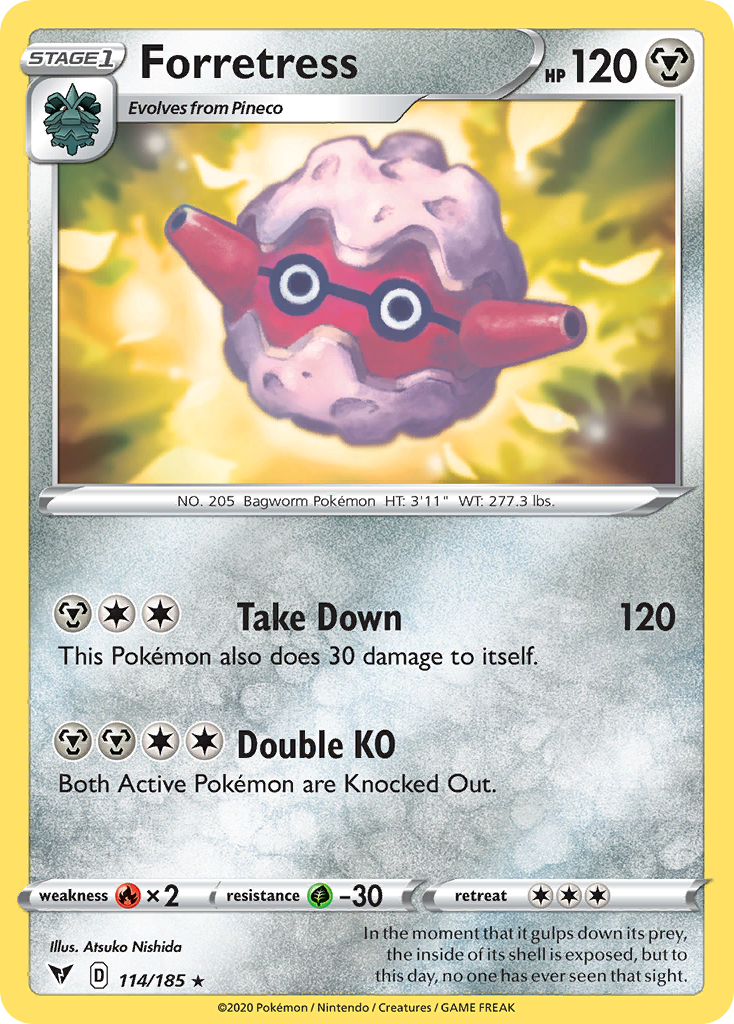 STAGE 1
Forretress
HP 120
Evolves from Pineco
NO. 205 Bagworm Pokémon HT: 3'11" WT: 277.3 lbs.
Take Down 120
This Pokémon also does 30 damage to itself.
Double KO
Both Active Pokémon are Knocked Out.
weakness ×2 resistance -30 retreat
Illus. Atsuko Nishida
In the moment that it gulps down its prey,
the inside of its shell is exposed, but to
this day, no one has ever seen that sight.
D 114/185 ★
©2020 Pokémon / Nintendo / Creatures / GAME FREAK